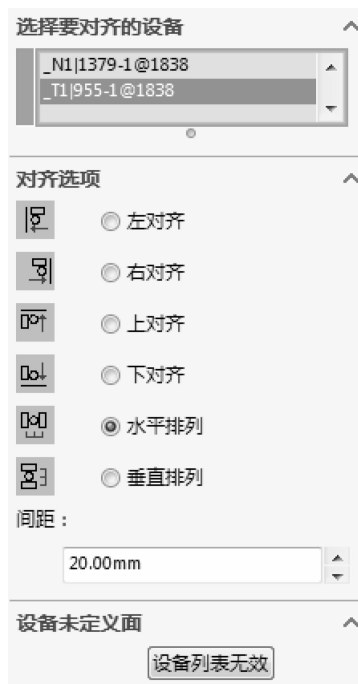 选择要对齐的设备
_N1|1379-1@1838
_T1|955-1@1838
对齐选项
左对齐
右对齐
上对齐
下对齐
水平排列
垂直排列
间距：
20.00mm
设备未定义面
设备列表无效